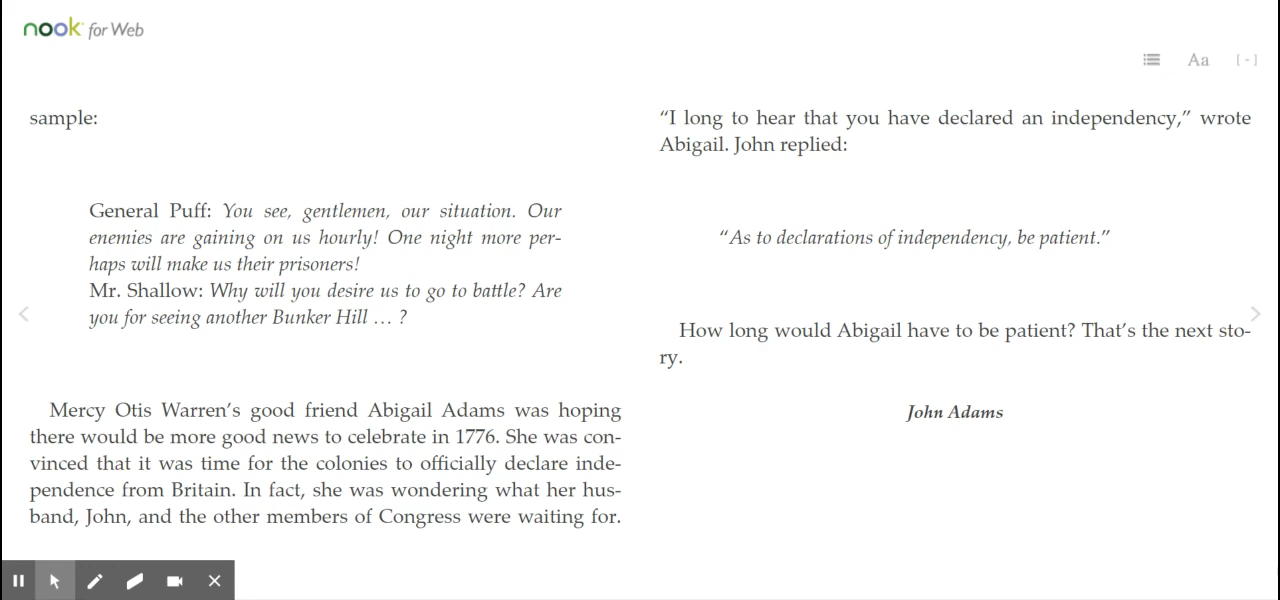 nook for Web
Aa
[ - ]
sample:
General Puff: You see, gentlemen, our situation. Our
enemies are gaining on us hourly! One night more per-
haps will make us their prisoners!
Mr. Shallow: Why will you desire us to go to battle? Are
you for seeing another Bunker Hill … ?
Mercy Otis Warren’s good friend Abigail Adams was hoping
there would be more good news to celebrate in 1776. She was con-
vinced that it was time for the colonies to officially declare inde-
pendence from Britain. In fact, she was wondering what her hus-
band, John, and the other members of Congress were waiting for.
“I long to hear that you have declared an independency,” wrote
Abigail. John replied:
“As to declarations of independency, be patient.”
How long would Abigail have to be patient? That’s the next sto-
ry.
John Adams